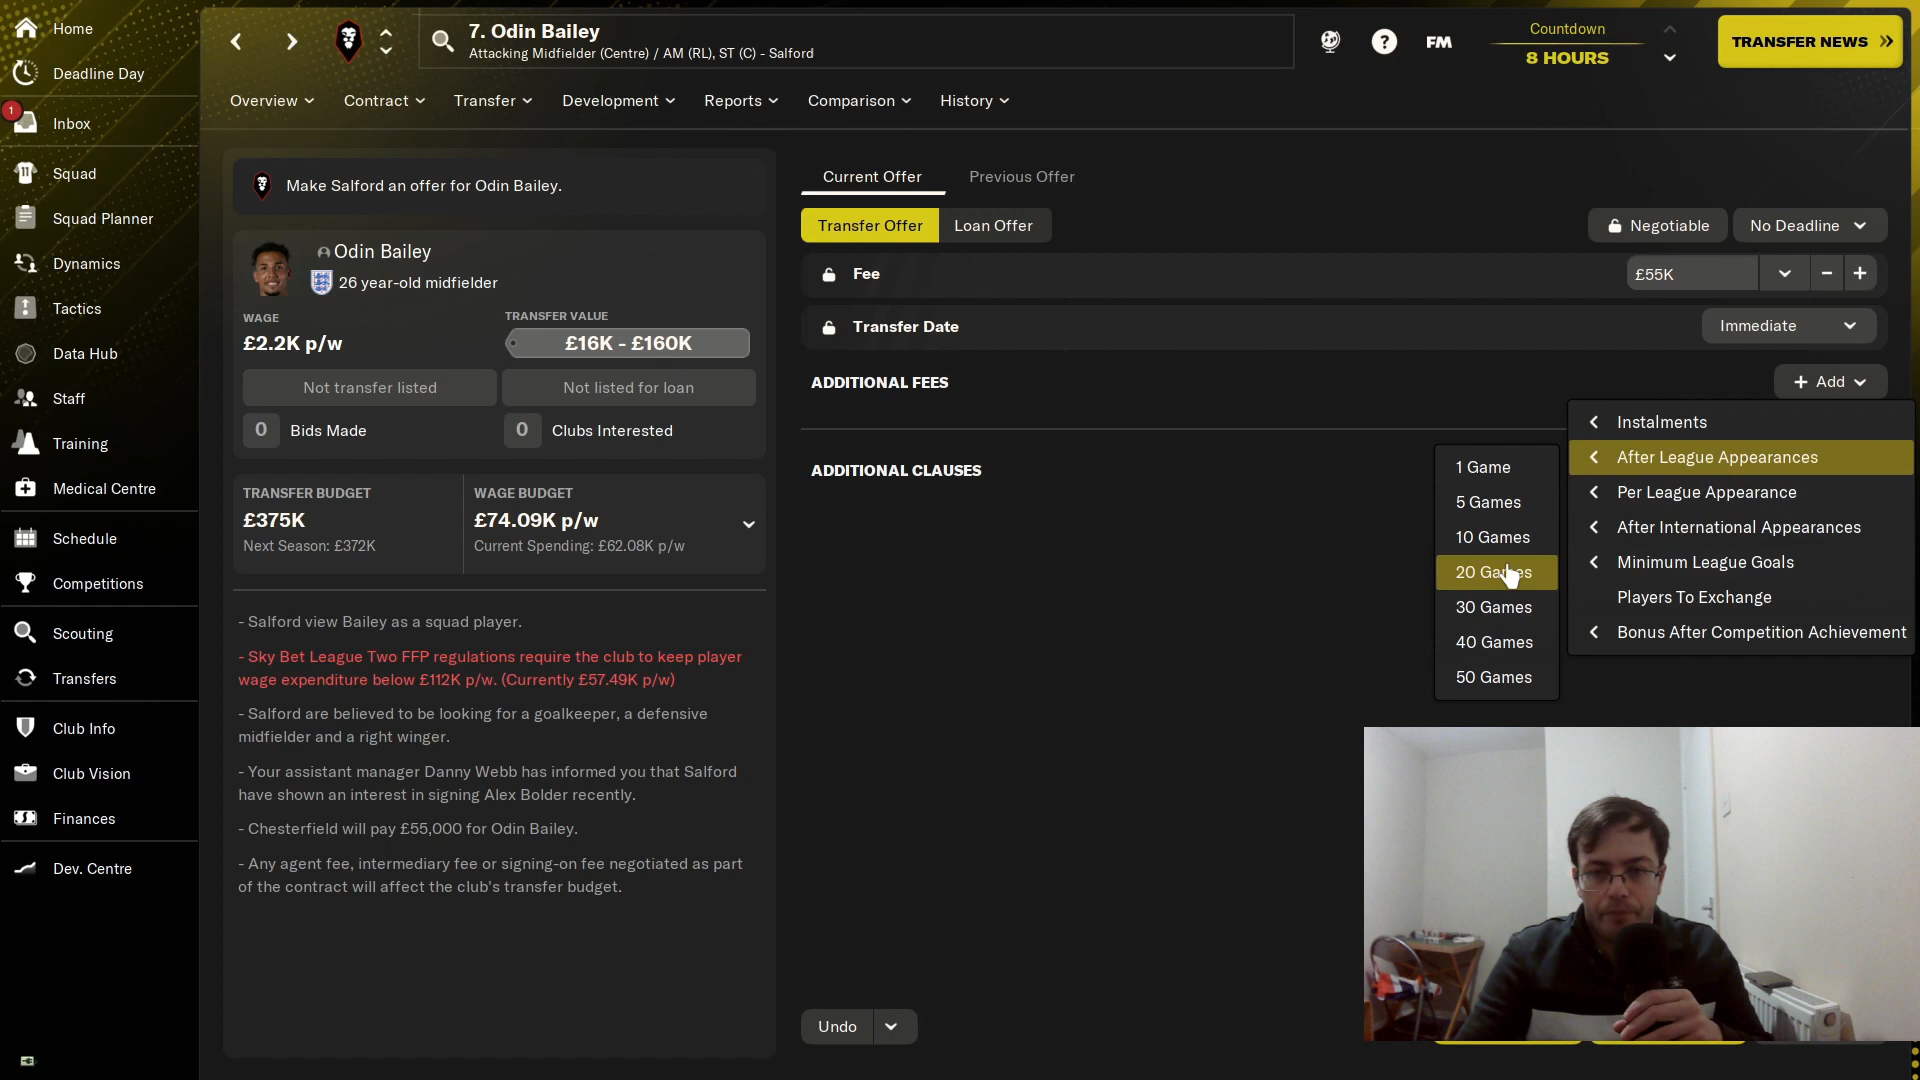 Home
Deadline Day
1
Inbox
11
Squad
Squad Planner
Dynamics
Tactics
Data Hub
Staff
Training
Medical Centre
Schedule
Competitions
Scouting
Transfers
Club Info
Club Vision
Finances
Dev. Centre
7. Odin Bailey
Attacking Midfielder (Centre) / AM (RL), ST (C) - Salford
?
FM
Countdown
8 HOURS
TRANSFER NEWS
Overview
Contract
Transfer
Development
Reports
Comparison
History
Make Salford an offer for Odin Bailey.
Odin Bailey
26 year-old midfielder
WAGE
£2.2K p/w
TRANSFER VALUE
£16K - £160K
Not transfer listed
Not listed for loan
0 Bids Made
0 Clubs Interested
TRANSFER BUDGET
£375K
Next Season: £372K
WAGE BUDGET
£74.09K p/w
Current Spending: £62.08K p/w
- Salford view Bailey as a squad player.
- Sky Bet League Two FFP regulations require the club to keep player
wage expenditure below £112K p/w. (Currently £57.49K p/w)
- Salford are believed to be looking for a goalkeeper, a defensive
midfielder and a right winger.
- Your assistant manager Danny Webb has informed you that Salford
have shown an interest in signing Alex Bolder recently.
- Chesterfield will pay £55,000 for Odin Bailey.
- Any agent fee, intermediary fee or signing-on fee negotiated as part
of the contract will affect the club's transfer budget.
Current Offer
Previous Offer
Transfer Offer
Loan Offer
Negotiable
No Deadline
Fee
£55K
Transfer Date
Immediate
ADDITIONAL FEES
+ Add
Instalments
After League Appearances
Per League Appearance
After International Appearances
Minimum League Goals
Players To Exchange
Bonus After Competition Achievement
1 Game
5 Games
10 Games
20 Games
30 Games
40 Games
50 Games
ADDITIONAL CLAUSES
Undo